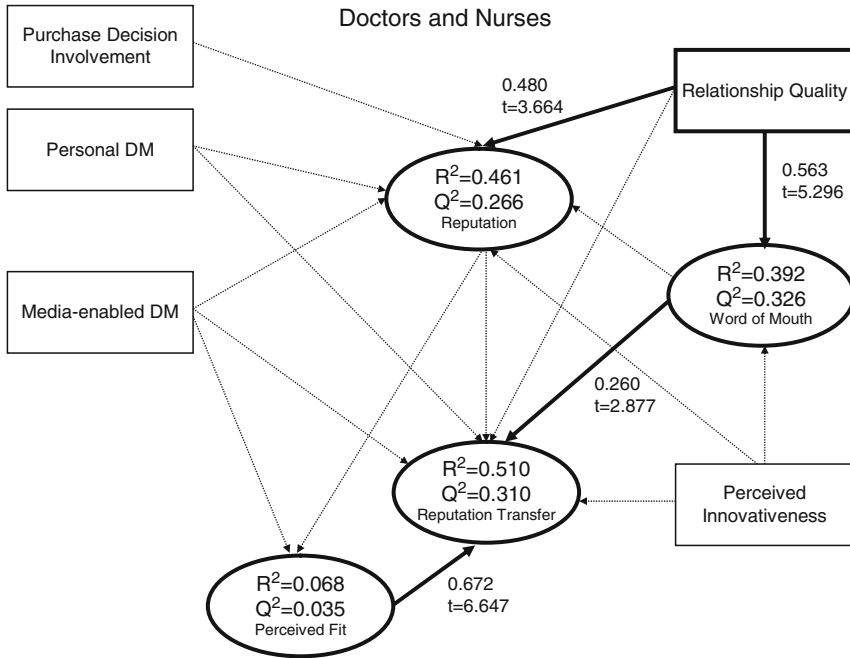 Doctors and Nurses
Purchase Decision
Involvement
0.480
t=3.664
Relationship Quality
Personal DM
R²=0.461
Q²=0.266
Reputation
0.563
t=5.296
Media-enabled DM
R²=0.392
Q²=0.326
Word of Mouth
0.260
t=2.877
R²=0.510
Q²=0.310
Reputation Transfer
Perceived
Innovativeness
R²=0.068
Q²=0.035
Perceived Fit
0.672
t=6.647